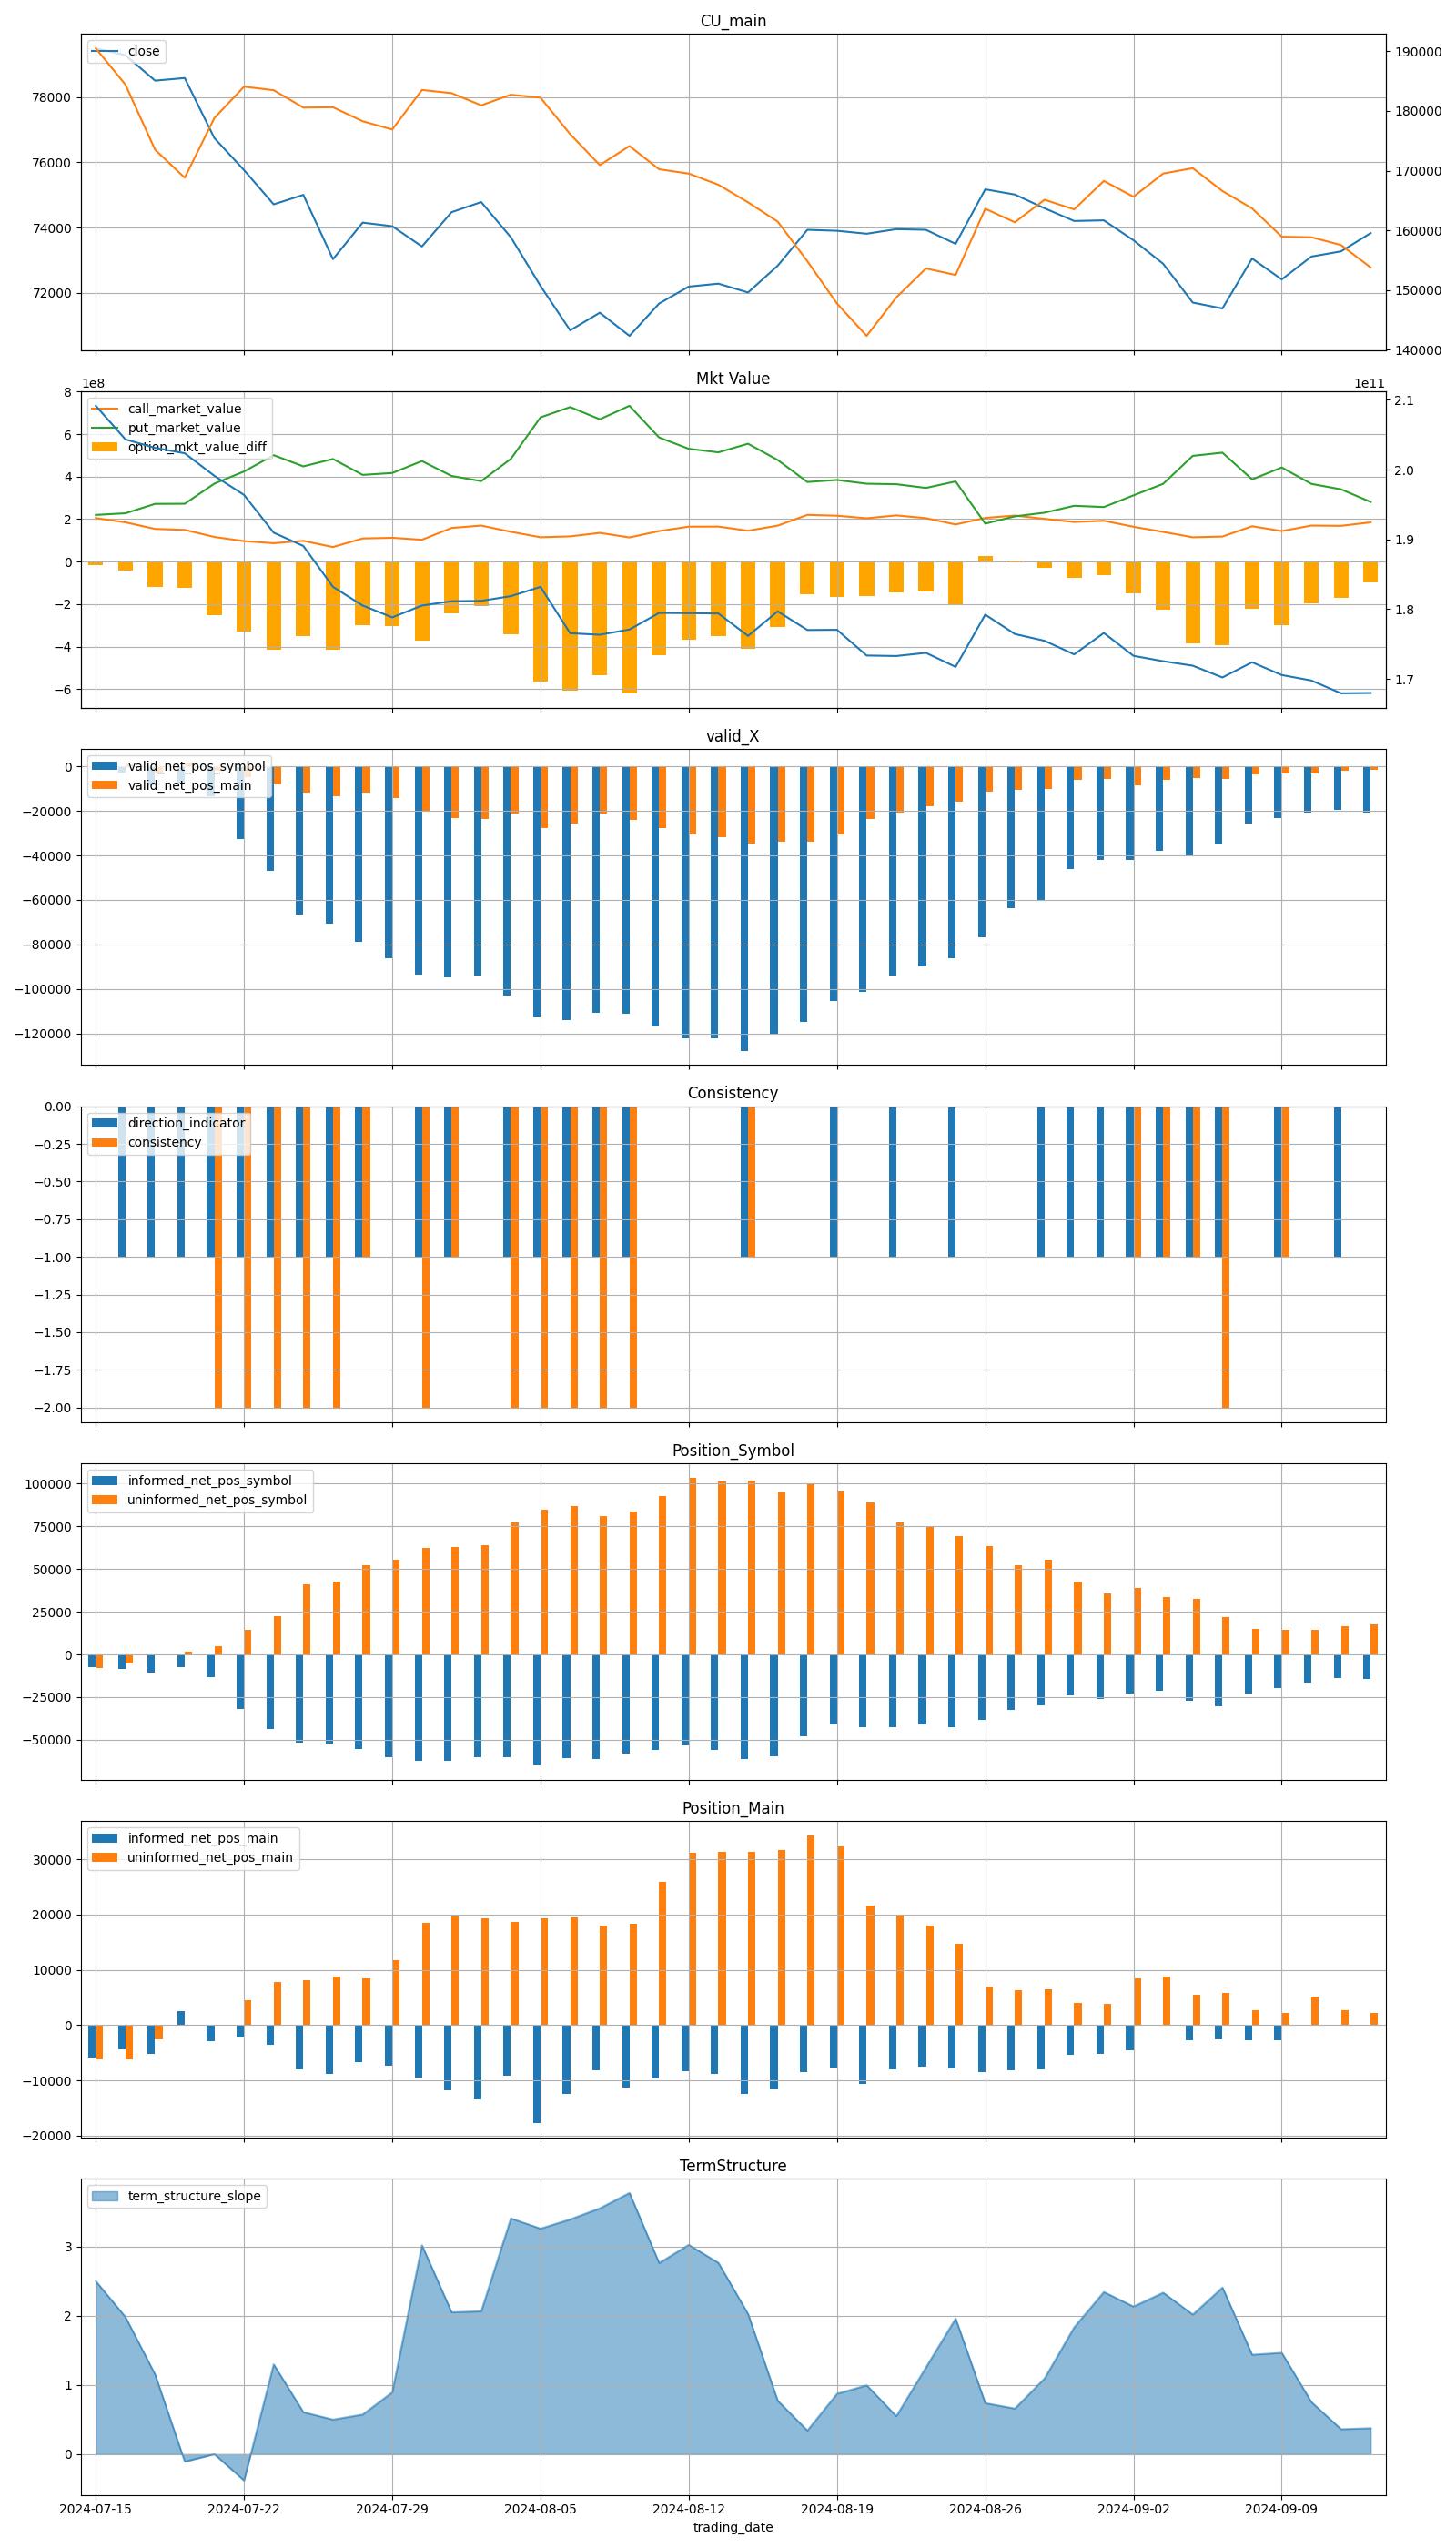 CU_main
close
78000
76000
74000
72000
190000
180000
170000
160000
150000
140000
Mkt Value
1e8
1e11
call_market_value
put_market_value
option_mkt_value_diff
8
6
4
2
0
−2
−4
−6
2.1
2.0
1.9
1.8
1.7
valid_X
valid_net_pos_symbol
valid_net_pos_main
0
−20000
−40000
−60000
−80000
−100000
−120000
Consistency
direction_indicator
consistency
0.00
−0.25
−0.50
−0.75
−1.00
−1.25
−1.50
−1.75
−2.00
Position_Symbol
informed_net_pos_symbol
uninformed_net_pos_symbol
100000
75000
50000
25000
0
−25000
−50000
Position_Main
informed_net_pos_main
uninformed_net_pos_main
30000
20000
10000
0
−10000
−20000
TermStructure
term_structure_slope
3
2
1
0
2024-07-15 2024-07-22 2024-07-29 2024-08-05 2024-08-12 2024-08-19 2024-08-26 2024-09-02 2024-09-09
trading_date